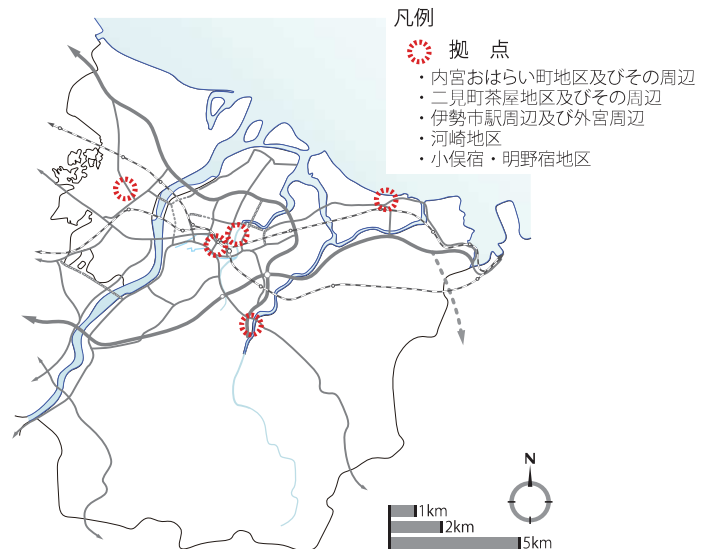 凡例
拠 点
・内宮おはらい町地区及びその周辺
・二見町茶屋地区及びその周辺
・伊勢市駅周辺及び外宮周辺
・河崎地区
・小俣宿・明野宿地区
N
1km
2km
5km